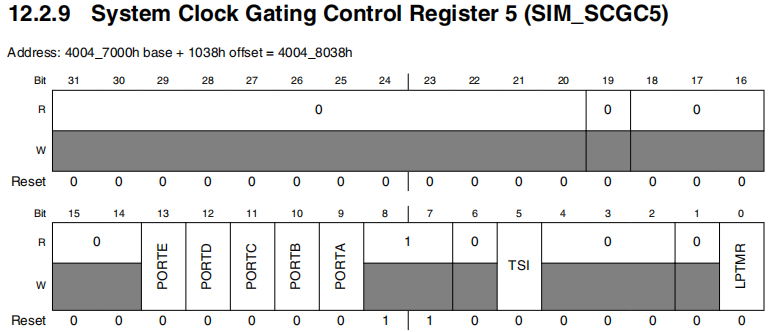 12.2.9 System Clock Gating Control Register 5 (SIM_SCGC5)
Address: 4004_7000h base + 1038h offset = 4004_8038h
Bit 31 30 29 28 27 26 25 24 23 22 21 20 19 18 17 16
R 0 0 0
W
Reset 0 0 0 0 0 0 0 0 0 0 0 0 0 0 0 0
Bit 15 14 13 12 11 10 9 8 7 6 5 4 3 2 1 0
R 0 PORTE PORTD PORTC PORTB PORTA 1 0 TSI 0 0 LPTMR
W
Reset 0 0 0 0 0 0 0 1 1 0 0 0 0 0 0 0